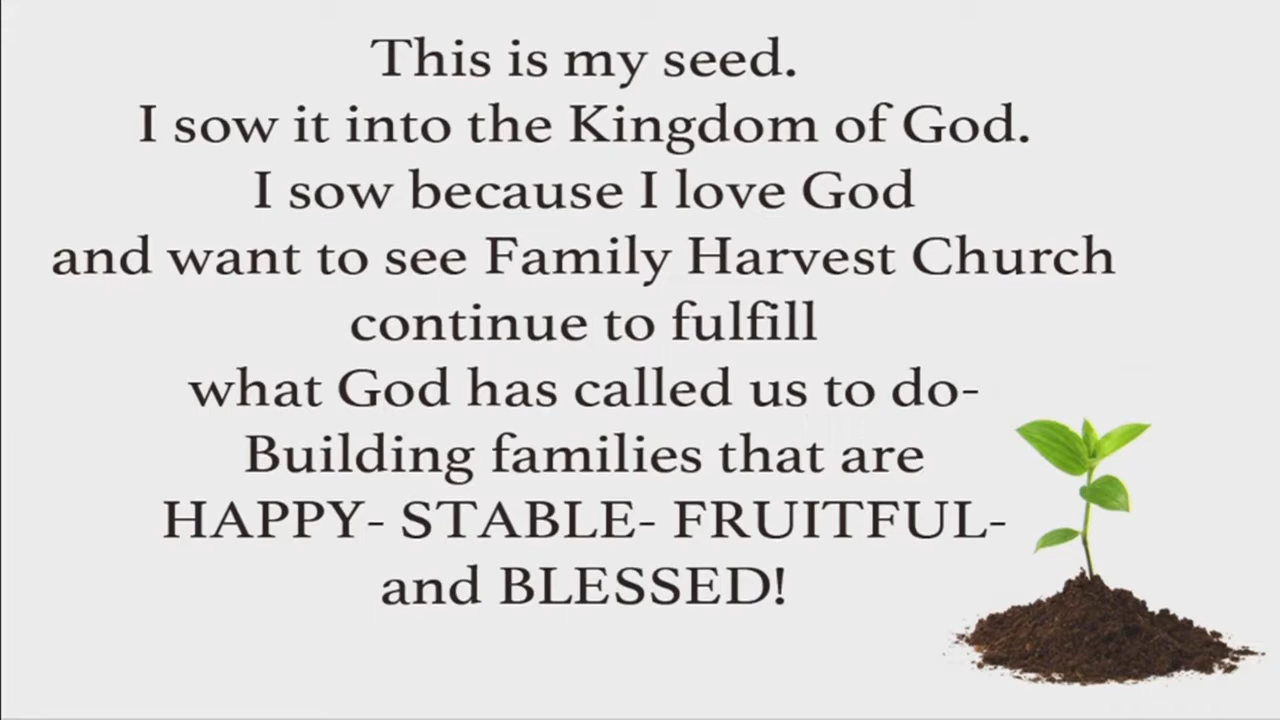 This is my seed.
I sow it into the Kingdom of God.
I sow because I love God
and want to see Family Harvest Church
continue to fulfill
what God has called us to do-
Building families that are
HAPPY- STABLE- FRUITFUL-
and BLESSED!